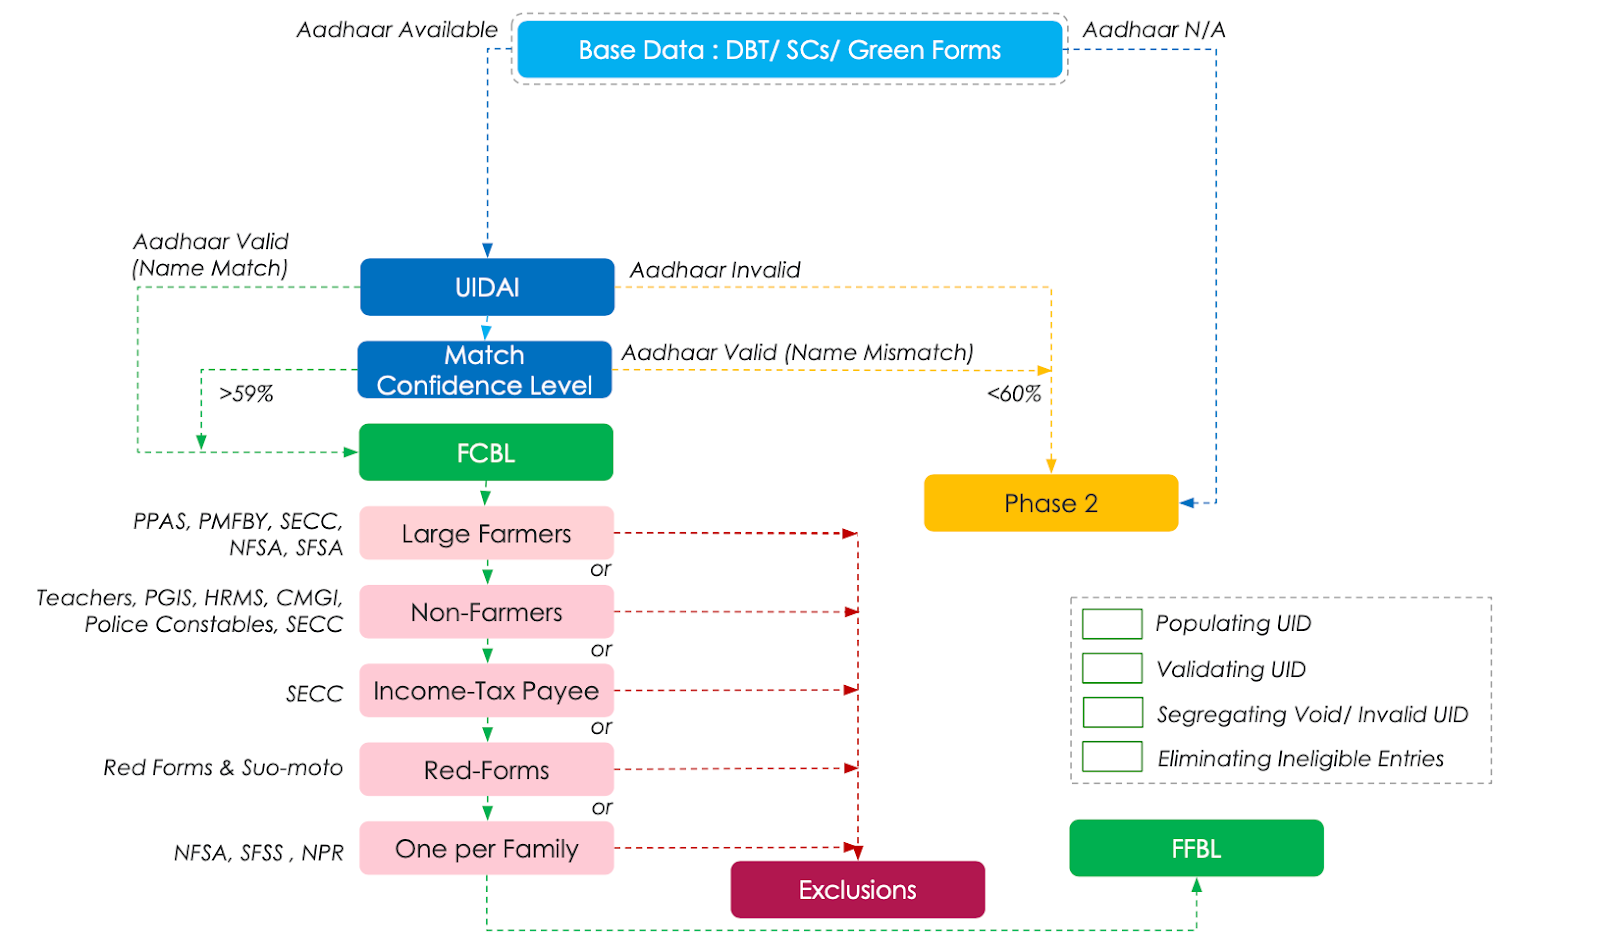 Aadhaar Available
Base Data : DBT/ SCs/ Green Forms
Aadhaar N/A
Aadhaar Valid
(Name Match)
UIDAI
Aadhaar Invalid
Match
Confidence Level
Aadhaar Valid (Name Mismatch)
>59%
<60%
FCBL
Phase 2
PPAS, PMFBY, SECC,
NFSA, SFSA
Large Farmers
or
Teachers, PGIS, HRMS, CMGI,
Police Constables, SECC
Non-Farmers
or
SECC
Income-Tax Payee
or
Red Forms & Suo-moto
Red-Forms
or
NFSA, SFSS , NPR
One per Family
Exclusions
Populating UID
Validating UID
Segregating Void/ Invalid UID
Eliminating Ineligible Entries
FFBL